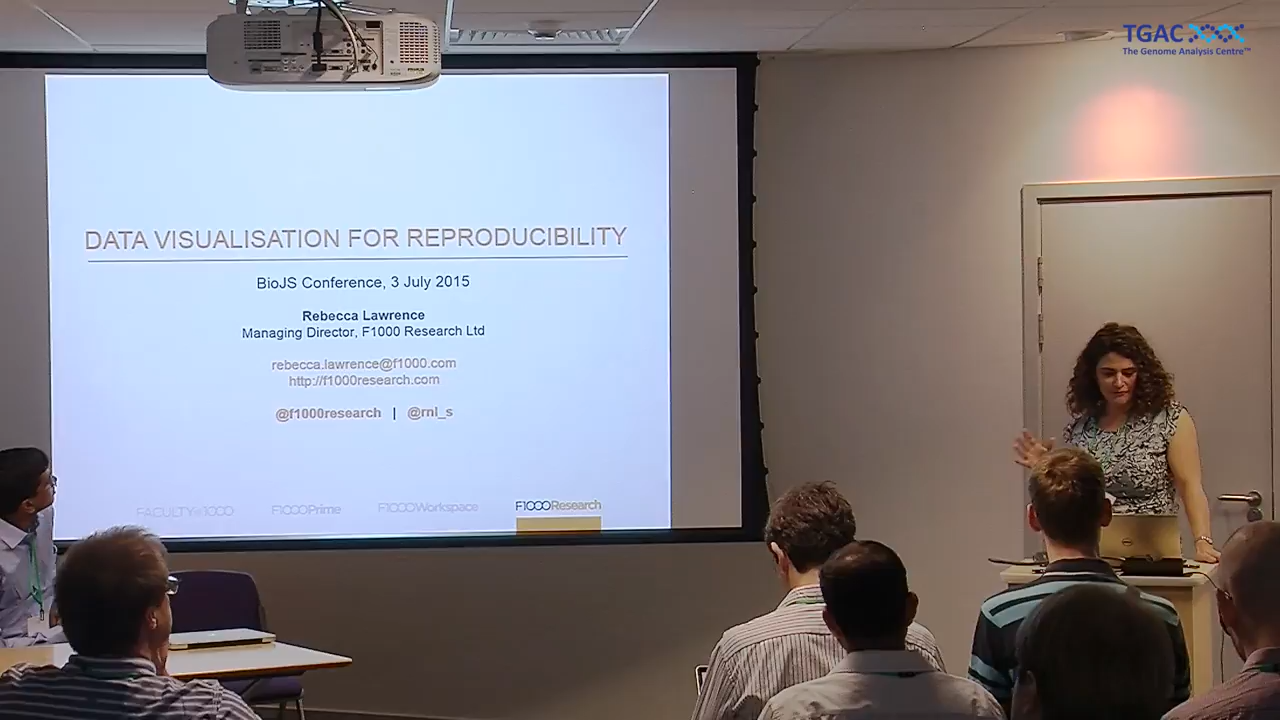 TGAC
The Genome Analysis Centre™
DATA VISUALISATION FOR REPRODUCIBILITY
BioJS Conference, 3 July 2015
Rebecca Lawrence
Managing Director, F1000 Research Ltd
rebecca.lawrence@f1000.com
http://f1000research.com
@f1000research | @rnl_s
FACULTY of 1000 F1000Prime F1000Workspace F1000Research